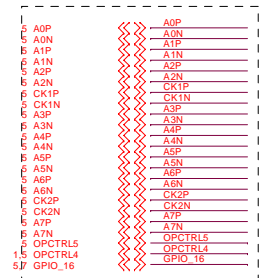 5 A0P A0P
5 A0N A0N
5 A1P A1P
5 A1N A1N
5 A2P A2P
5 A2N A2N
5 CK1P CK1P
5 CK1N CK1N
5 A3P A3P
5 A3N A3N
5 A4P A4P
5 A4N A4N
5 A5P A5P
5 A5N A5N
5 A6P A6P
5 A6N A6N
5 CK2P CK2P
5 CK2N CK2N
5 A7P A7P
5 A7N A7N
5 OPCTRL5 OPCTRL5
1,5 OPCTRL4 OPCTRL4
5,7 GPIO_16 GPIO_16